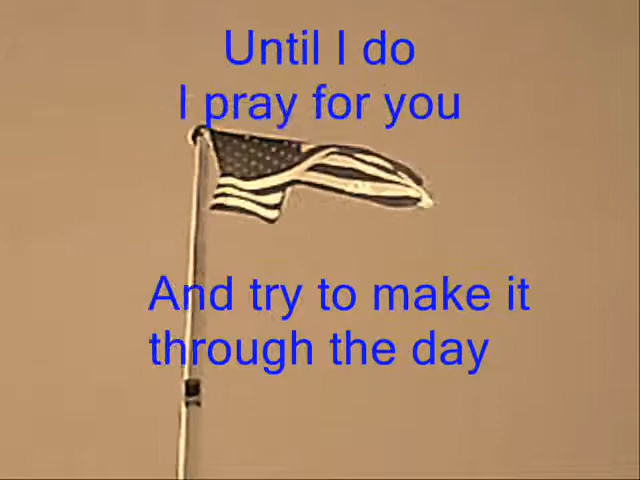 Until I do
I pray for you
And try to make it
through the day